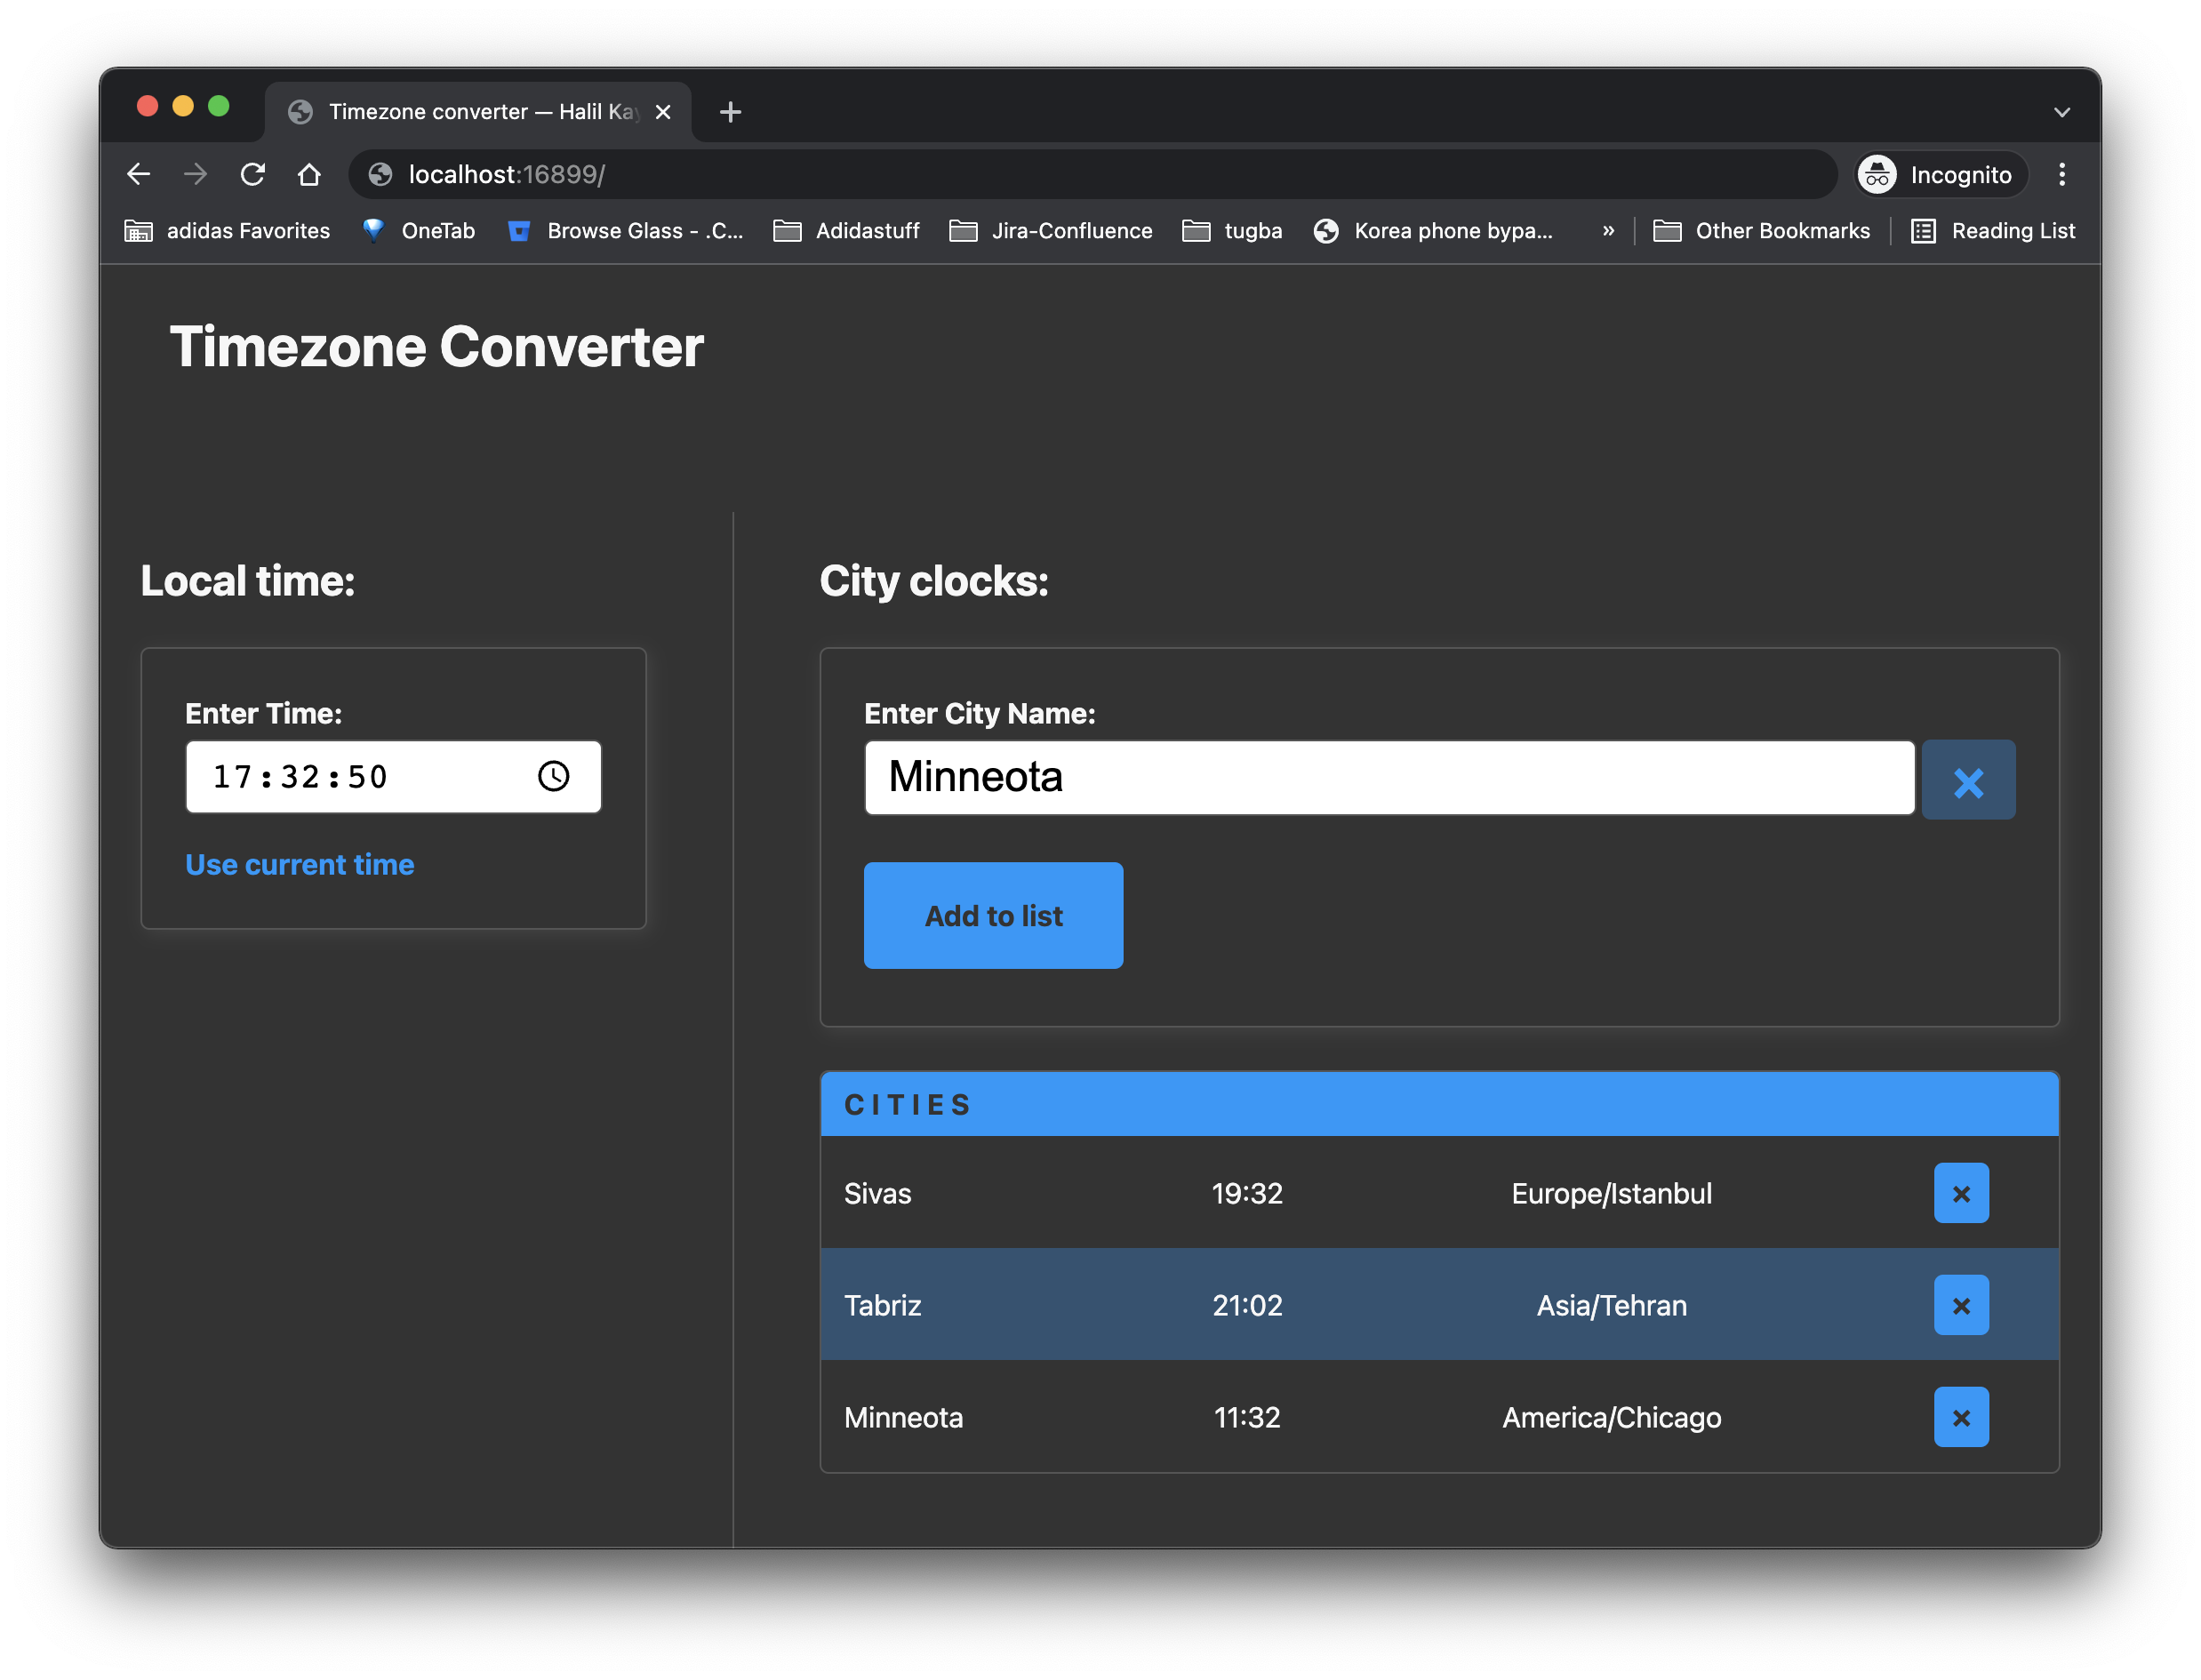 Timezone converter — Halil Kay
localhost:16899/
Incognito
adidas Favorites
OneTab
Browse Glass - .C...
Adidastuff
Jira-Confluence
tugba
Korea phone bypa...
»
Other Bookmarks
Reading List
Timezone Converter
Local time:
Enter Time:
17:32:50
Use current time
City clocks:
Enter City Name:
Minneota
Add to list
CITIES
Sivas 19:32 Europe/Istanbul
Tabriz 21:02 Asia/Tehran
Minneota 11:32 America/Chicago